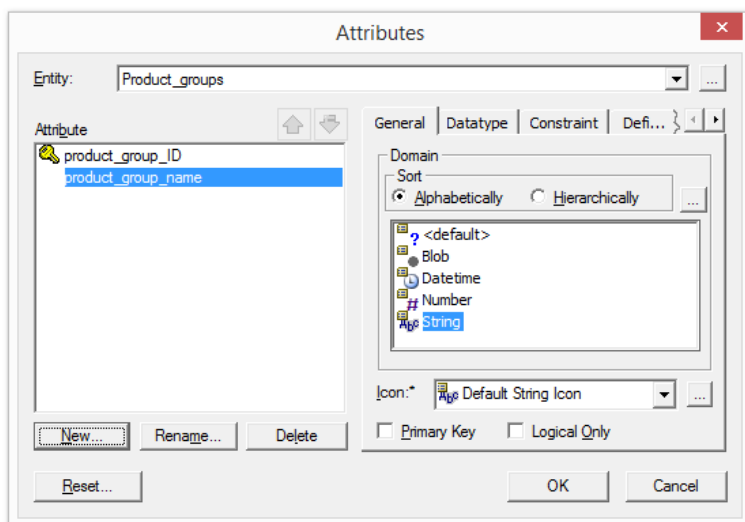 Attributes
Entity:
Product_groups
...
Attribute
product_group_ID
product_group_name
New...
Rename...
Delete
General
Datatype
Constraint
Defi...
Domain
Sort
Alphabetically
Hierarchically
...
<default>
Blob
Datetime
Number
String
Icon:*
Default String Icon
...
Primary Key
Logical Only
Reset...
OK
Cancel